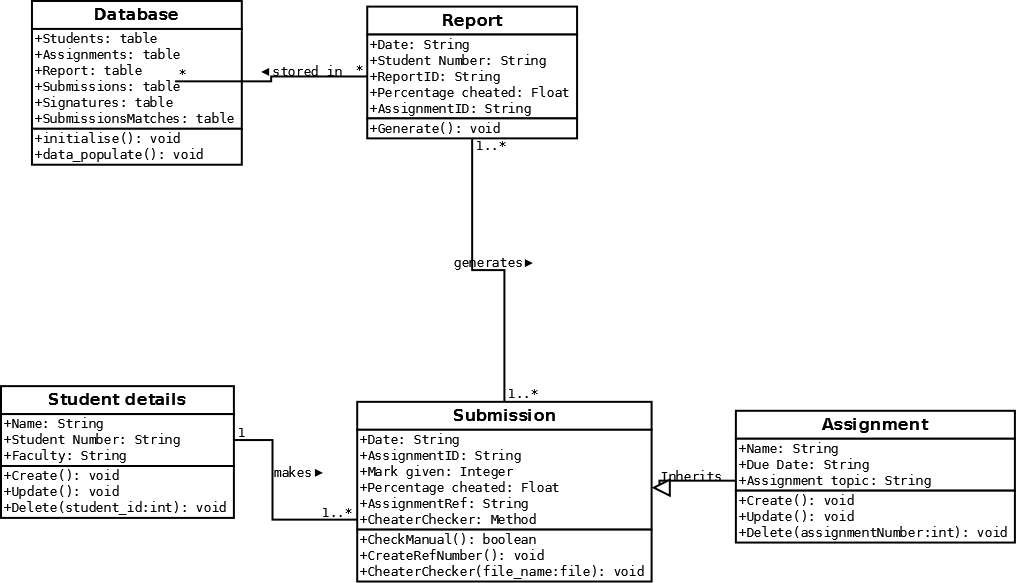 Database
+Students: table
+Assignments: table
+Report: table
+Submissions: table
+Signatures: table
+SubmissionsMatches: table
+initialise(): void
+data_populate(): void
*
◄stored in
*
Report
+Date: String
+Student Number: String
+ReportID: String
+Percentage cheated: Float
+AssignmentID: String
+Generate(): void
1..*
generates►
1..*
Student details
+Name: String
+Student Number: String
+Faculty: String
+Create(): void
+Update(): void
+Delete(student_id:int): void
1
makes►
1..*
Submission
+Date: String
+AssignmentID: String
+Mark given: Integer
+Percentage cheated: Float
+AssignmentRef: String
+CheaterChecker: Method
+CheckManual(): boolean
+CreateRefNumber(): void
+CheaterChecker(file_name:file): void
Inherits
Assignment
+Name: String
+Due Date: String
+Assignment topic: String
+Create(): void
+Update(): void
+Delete(assignmentNumber:int): void